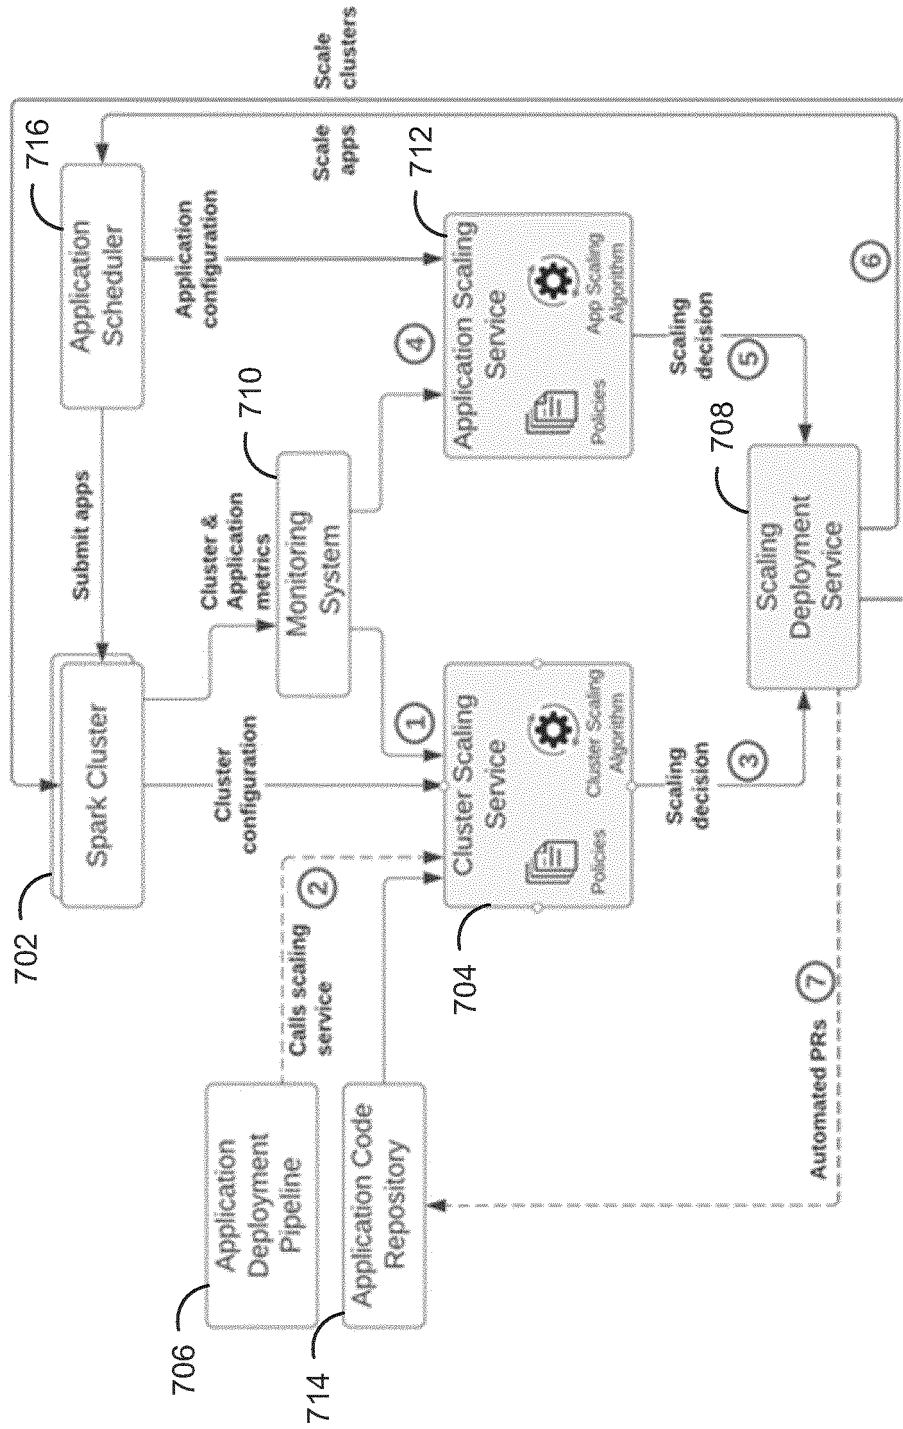 702
Spark Cluster
Submit apps
Application
Scheduler
716
Scale
clusters
Scale
apps
Cluster
configuration
Cluster &
Application
metrics
710
Monitoring
System
Application
configuration
706
Application
Deployment
Pipeline
Calls scaling
service
2
714
Application Code
Repository
1
4
712
704
Cluster Scaling
Service
Policies
Cluster Scaling
Algorithm
Application Scaling
Service
Policies
App Scaling
Algorithm
Scaling
decision
3
Scaling
decision
5
708
Scaling
Deployment
Service
6
Automated PRs
7